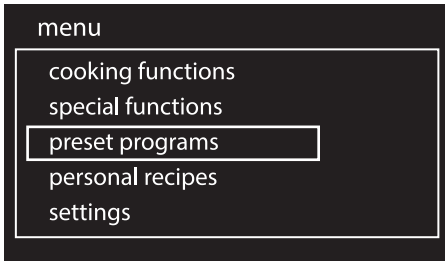 menu
cooking functions
special functions
preset programs
personal recipes
settings